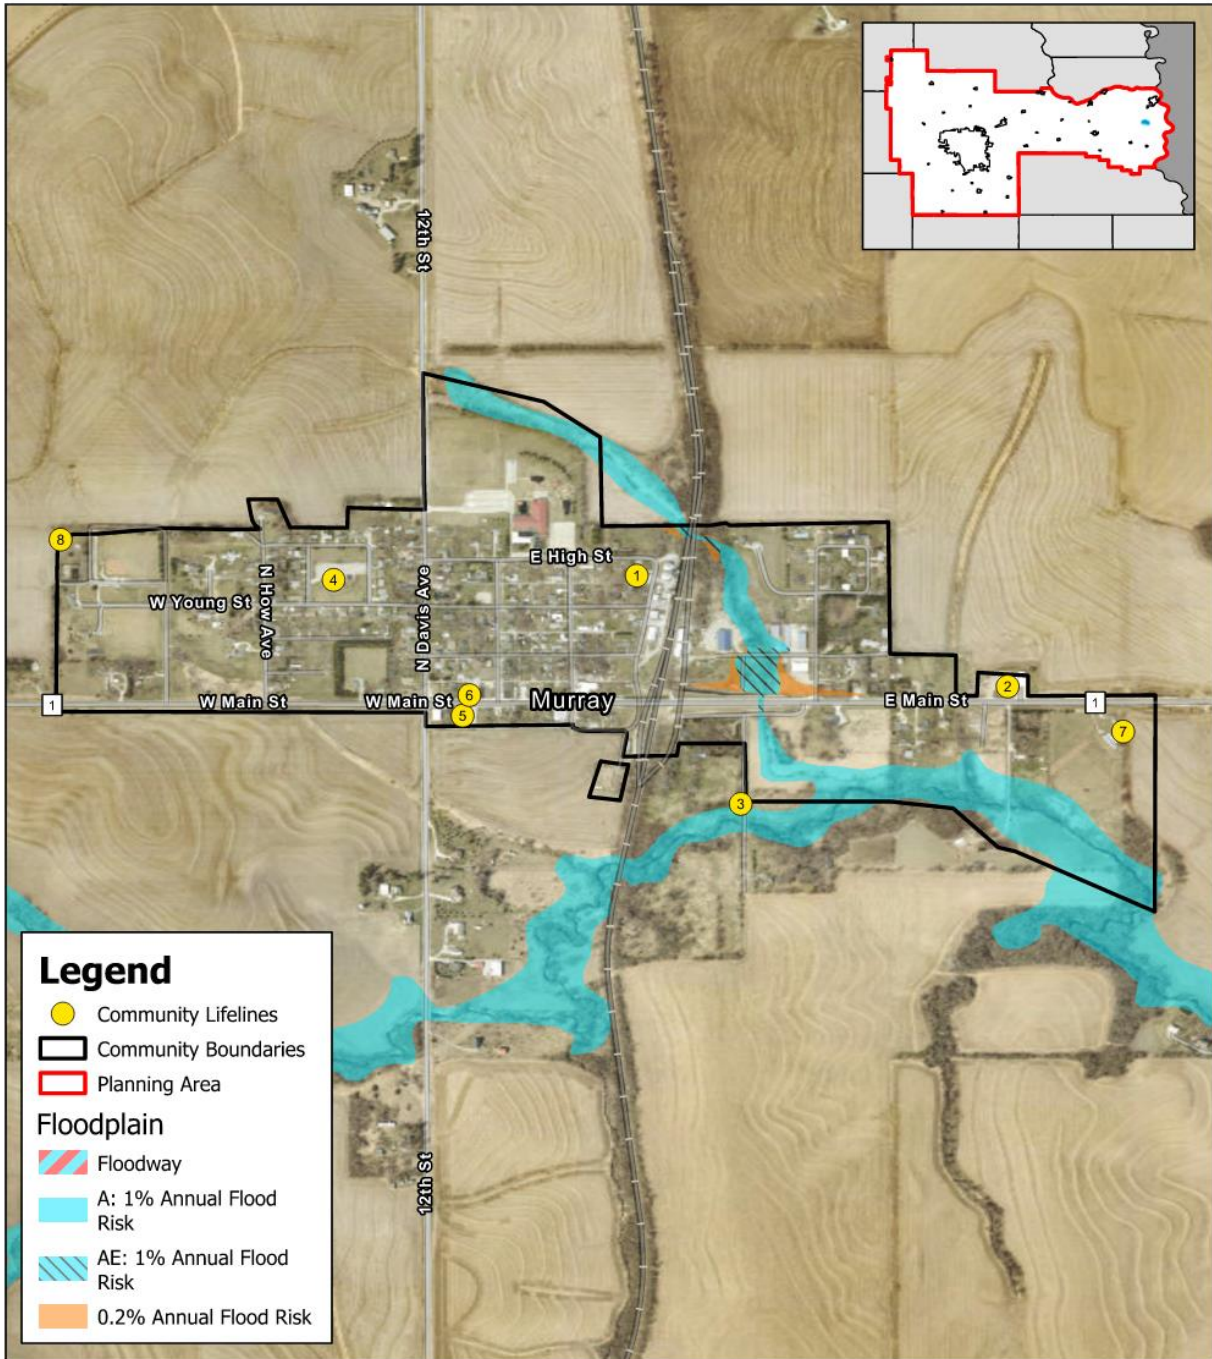 12th St
E High St
1
8
4
W Young St
N How Ave
N Davis Ave
2
6
W Main St
W Main St
Murray
E Main St
1
1
5
7
3
12th St
Legend
Community Lifelines
Community Boundaries
Planning Area
Floodplain
Floodway
A: 1% Annual Flood
Risk
AE: 1% Annual Flood
Risk
0.2% Annual Flood Risk